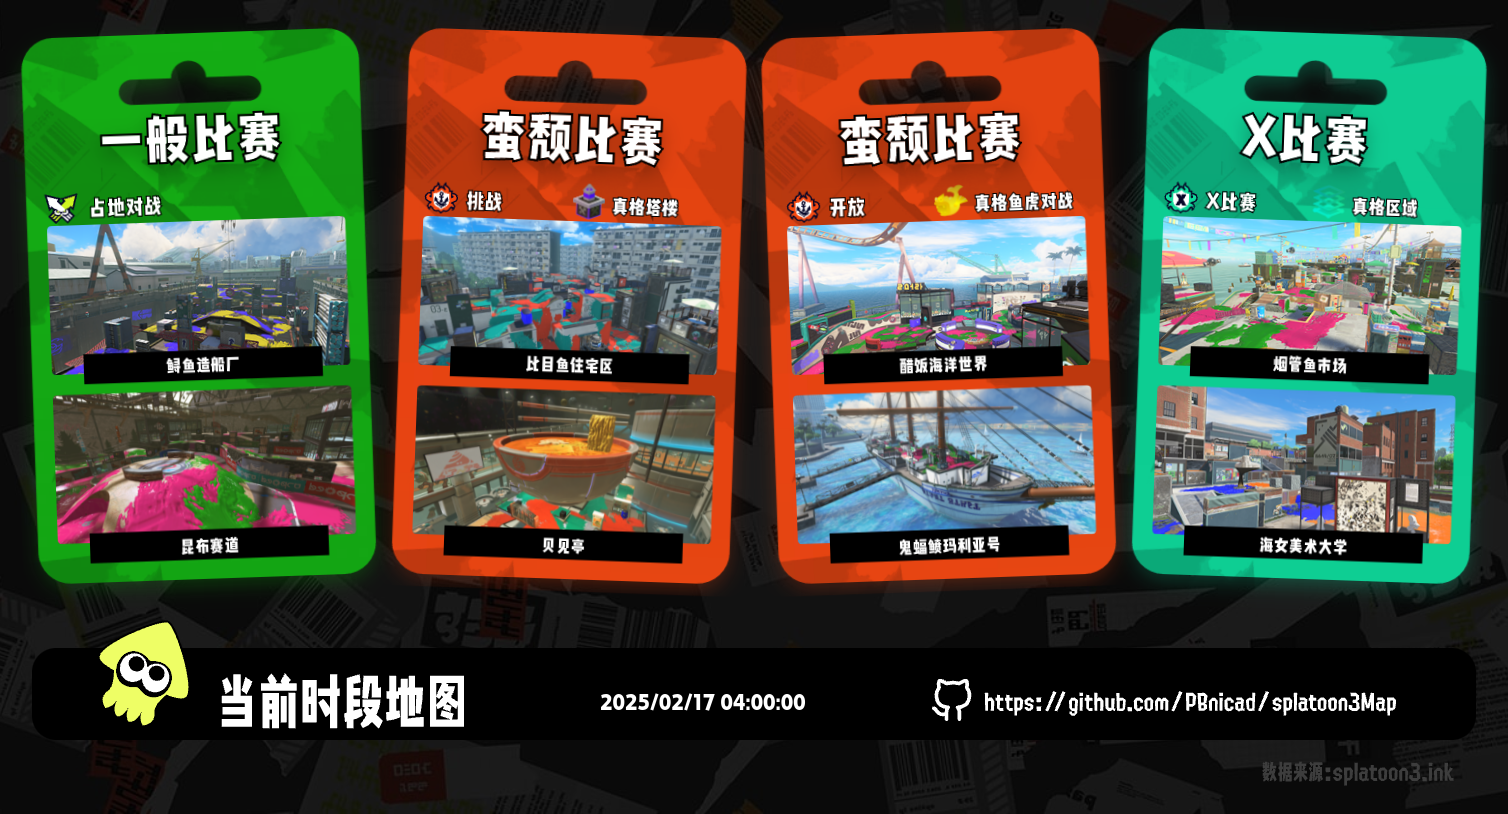 一般比赛
占地对战
鲟鱼造船厂
昆布赛道
蛮颓比赛
挑战
真格塔楼
比目鱼住宅区
贝见亭
蛮颓比赛
开放
真格鱼虎对战
醋饭海洋世界
鬼蝠鲼玛利亚号
X比赛
X比赛
真格区域
烟管鱼市场
海女美术大学
当前时段地图
2025/02/17 04:00:00
https://github.com/PBnicad/splatoon3Map
数据来源:splatoon3.ink